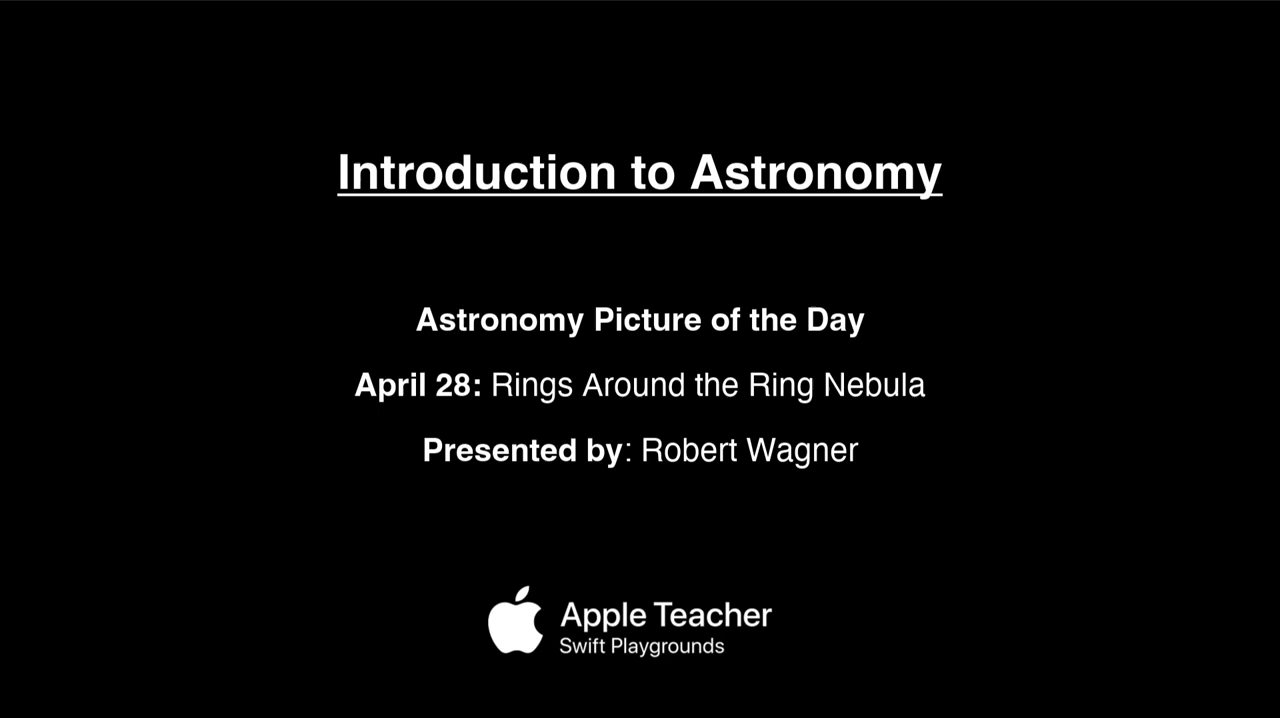 Introduction to Astronomy
Astronomy Picture of the Day
April 28: Rings Around the Ring Nebula
Presented by: Robert Wagner
Apple Teacher
Swift Playgrounds